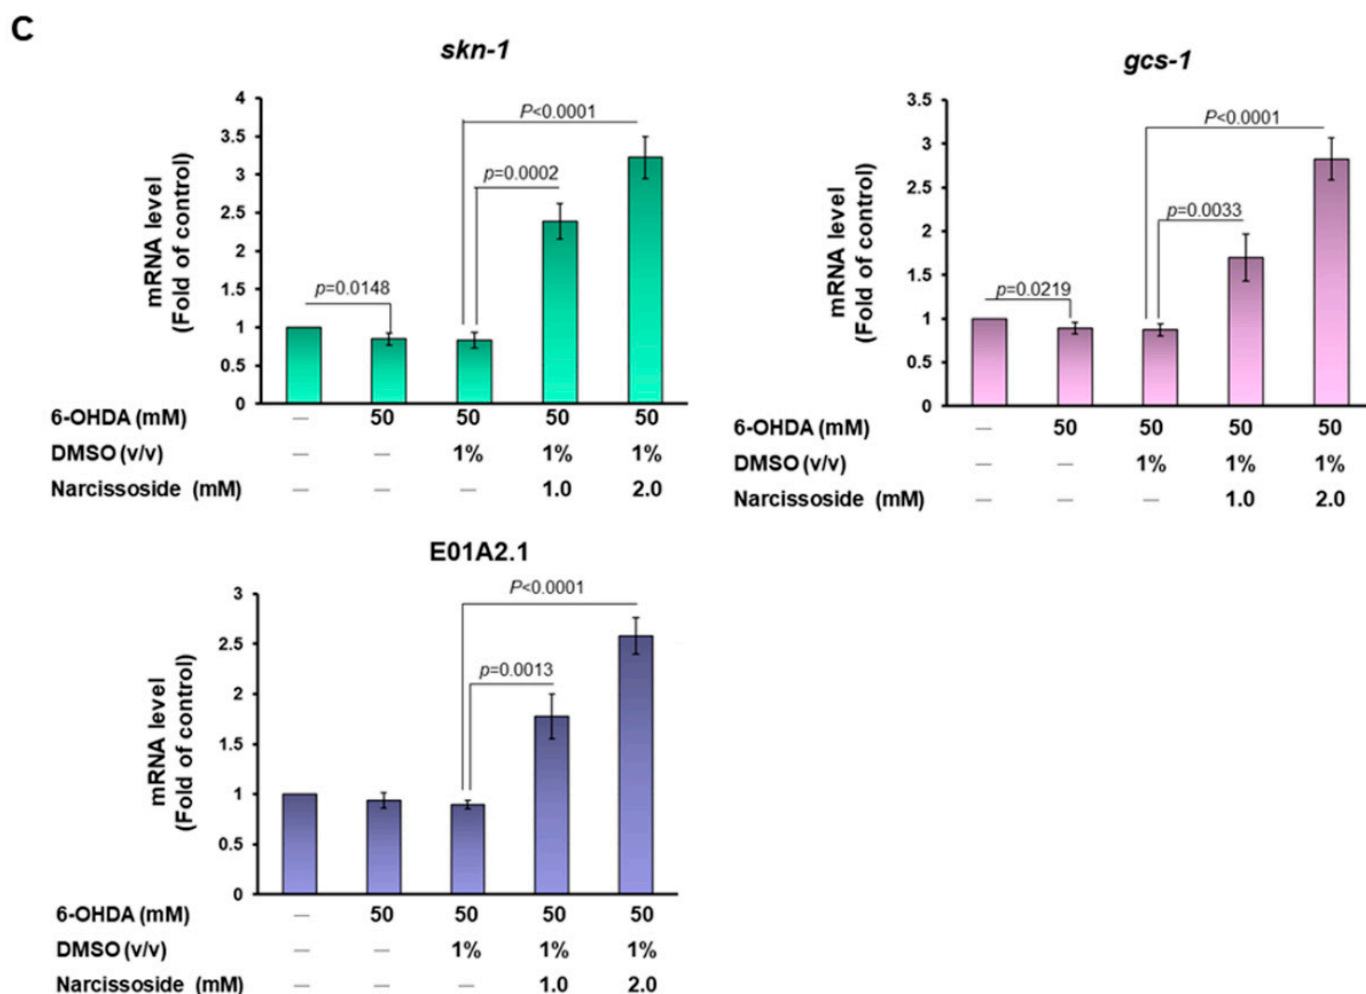 C
skn-1
mRNA level
(Fold of control)
4
3.5
3
2.5
2
1.5
1
0.5
0
P<0.0001
p=0.0002
p=0.0148
6-OHDA (mM) — 50 50 50 50
DMSO (v/v) — — 1% 1% 1%
Narcissoside (mM) — — — 1.0 2.0
gcs-1
mRNA level
(Fold of control)
3.5
3
2.5
2
1.5
1
0.5
0
P<0.0001
p=0.0033
p=0.0219
6-OHDA (mM) — 50 50 50 50
DMSO (v/v) — — 1% 1% 1%
Narcissoside (mM) — — — 1.0 2.0
E01A2.1
mRNA level
(Fold of control)
3
2.5
2
1.5
1
0.5
0
P<0.0001
p=0.0013
6-OHDA (mM) — 50 50 50 50
DMSO (v/v) — — 1% 1% 1%
Narcissoside (mM) — — — 1.0 2.0